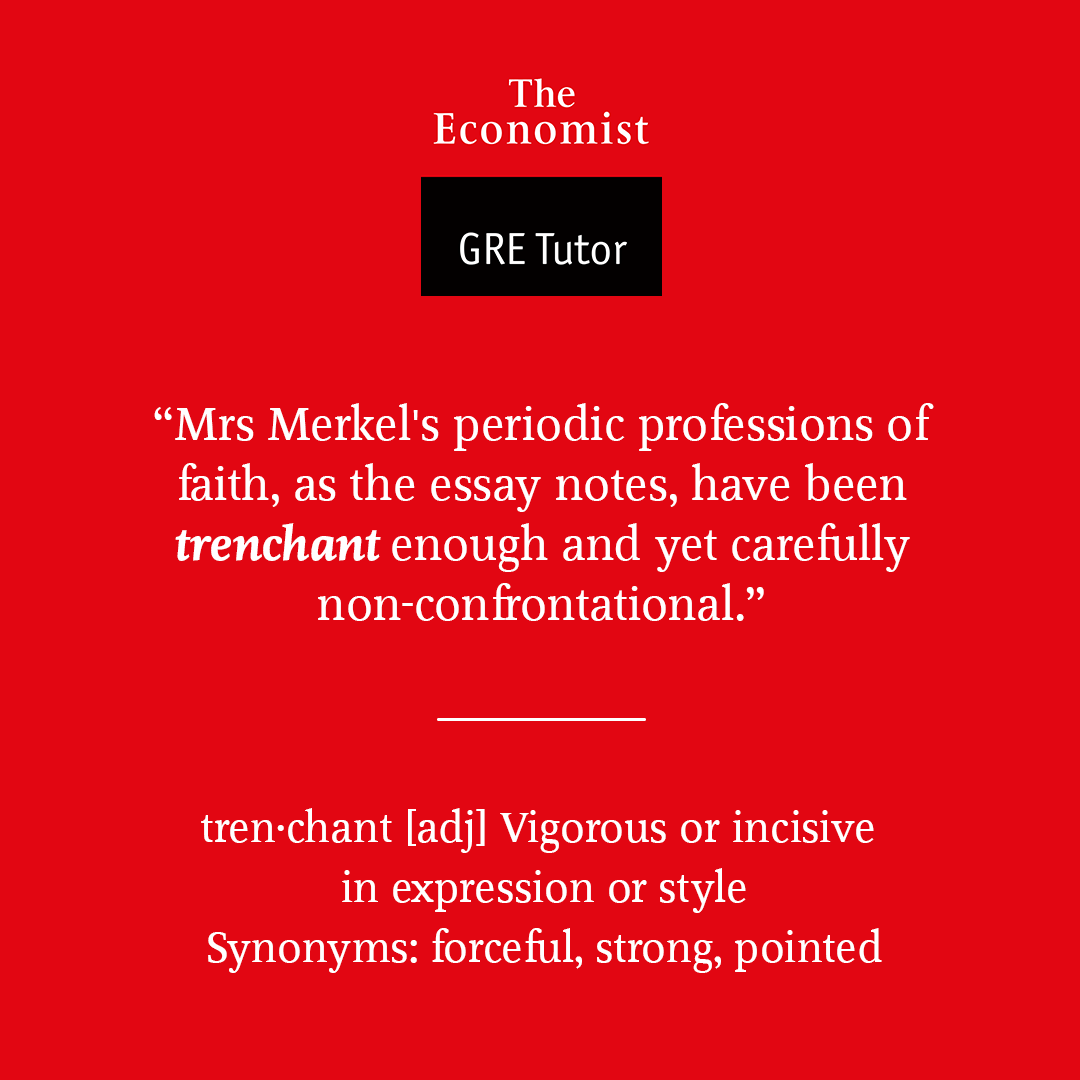 The
Economist
GRE Tutor
“Mrs Merkel's periodic professions of
faith, as the essay notes, have been
trenchant enough and yet carefully
non-confrontational.”
tren·chant [adj] Vigorous or incisive
in expression or style
Synonyms: forceful, strong, pointed